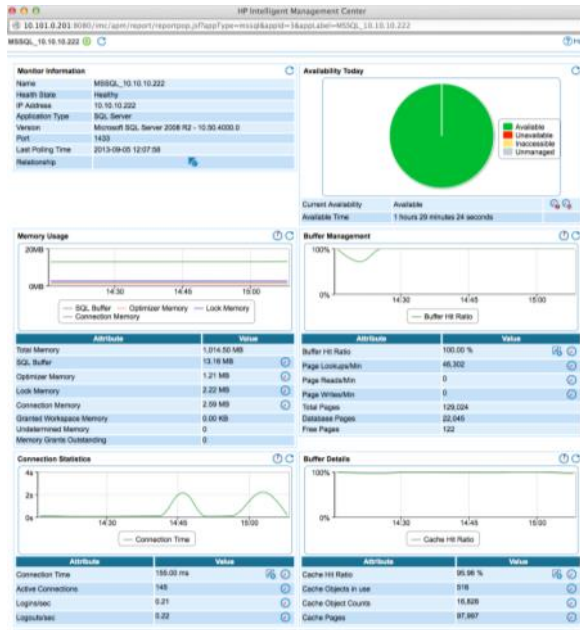 HP Intelligent Management Center
10.101.0.201:8080/imc/apm/report/reportpop.jsf?appType=mssql&appId=3&appLabel=MSSQL_10.10.10.222
MSSQL_10.10.10.222
Monitor Information
Name MSSQL_10.10.10.222
Health State Healthy
IP Address 10.10.10.222
Application Type SQL Server
Version Microsoft SQL Server 2008 R2 - 10.50.4000.0
Port 1433
Last Polling Time 2013-09-05 12:07:58
Relationship
Availability Today
Available
Unavailable
Inaccessible
Unmanaged
Current Availability Available
Available Time 1 hours 20 minutes 24 seconds
Memory Usage
20MB
0MB
14:30 14:45 15:00
SQL Buffer Optimizer Memory Lock Memory
Connection Memory
Attribute Value
Total Memory 1,014.50 MB
SQL Buffer 13.16 MB
Optimizer Memory 1.21 MB
Lock Memory 2.22 MB
Connection Memory 2.59 MB
Granted Workspace Memory 0.00 KB
Undetermined Memory 0
Memory Grants Outstanding 0
Buffer Management
100%
0%
14:30 14:45 15:00
Buffer Hit Ratio
Attribute Value
Buffer Hit Ratio 100.00 %
Page Lookups/Min 46,302
Page Reads/Min 0
Page Writes/Min 0
Total Pages 129,024
Database Pages 22,045
Free Pages 122
Connection Statistics
4s
2s
0s
14:30 14:45 15:00
Connection Time
Attribute Value
Connection Time 155.00 ms
Active Connections 145
Logins/sec 0.21
Logouts/sec 0.22
Buffer Details
100%
0%
14:30 14:45 15:00
Cache Hit Ratio
Attribute Value
Cache Hit Ratio 95.96 %
Cache Objects in use 516
Cache Object Counts 16,828
Cache Pages 97,997